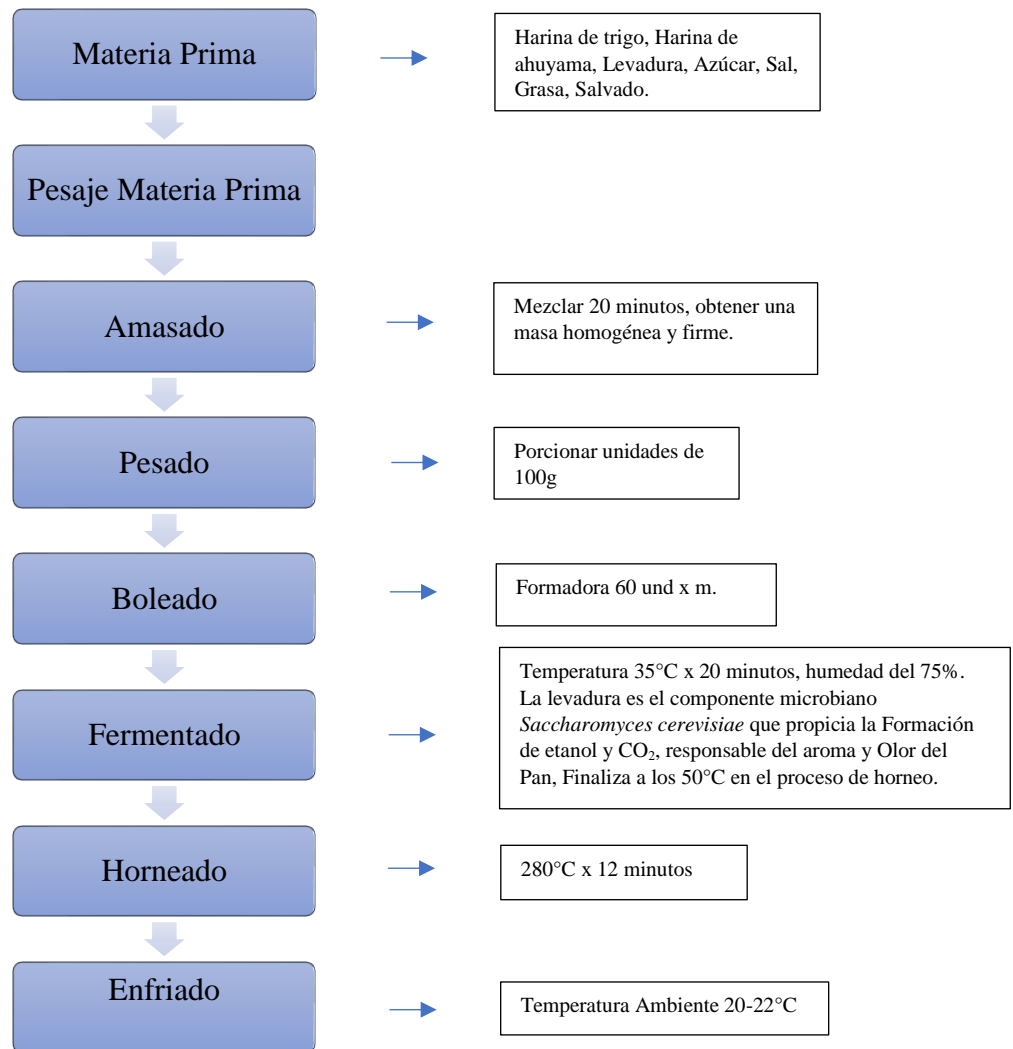 Materia Prima
Harina de trigo, Harina de
ahuyama, Levadura, Azúcar, Sal,
Grasa, Salvado.
Pesaje Materia Prima
Amasado
Mezclar 20 minutos, obtener una
masa homogénea y firme.
Pesado
Porcionar unidades de
100g
Boleado
Formadora 60 und x m.
Fermentado
Temperatura 35°C x 20 minutos, humedad del 75%.
La levadura es el componente microbiano
Saccharomyces cerevisiae que propicia la Formación
de etanol y CO₂, responsable del aroma y Olor del
Pan, Finaliza a los 50°C en el proceso de horneo.
Horneado
280°C x 12 minutos
Enfriado
Temperatura Ambiente 20-22°C